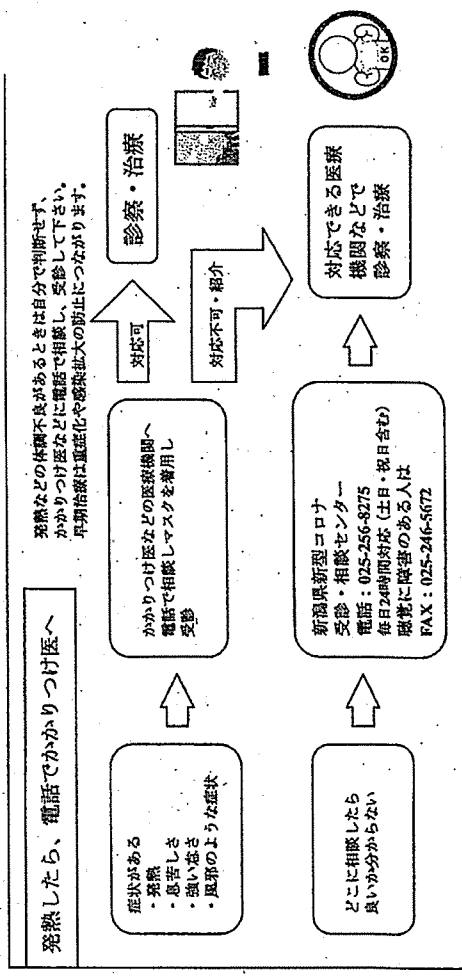 発熱したら、電話でかかりつけ医へ
発熱などの体調不良があるときは自分で判断せず、
かかりつけ医などに電話で相談し、受診して下さい。
早期治療は重症化や感染拡大の防止につながります。
症状がある
・発熱
・息苦しさ
・強い怠さ
・風邪のような症状
かかりつけ医などの医療機関へ
電話で相談しマスクを着用し
受診
対応可
診察・治療
対応不可・紹介
どこに相談したら
良いか分からない
新潟県新型コロナ
受診・相談センター
電話：025-256-8275
毎日24時間対応（土日・祝日含む）
聴覚に障害のある人は
FAX：025-246-5672
対応できる医療
機関などで
診察・治療
OK